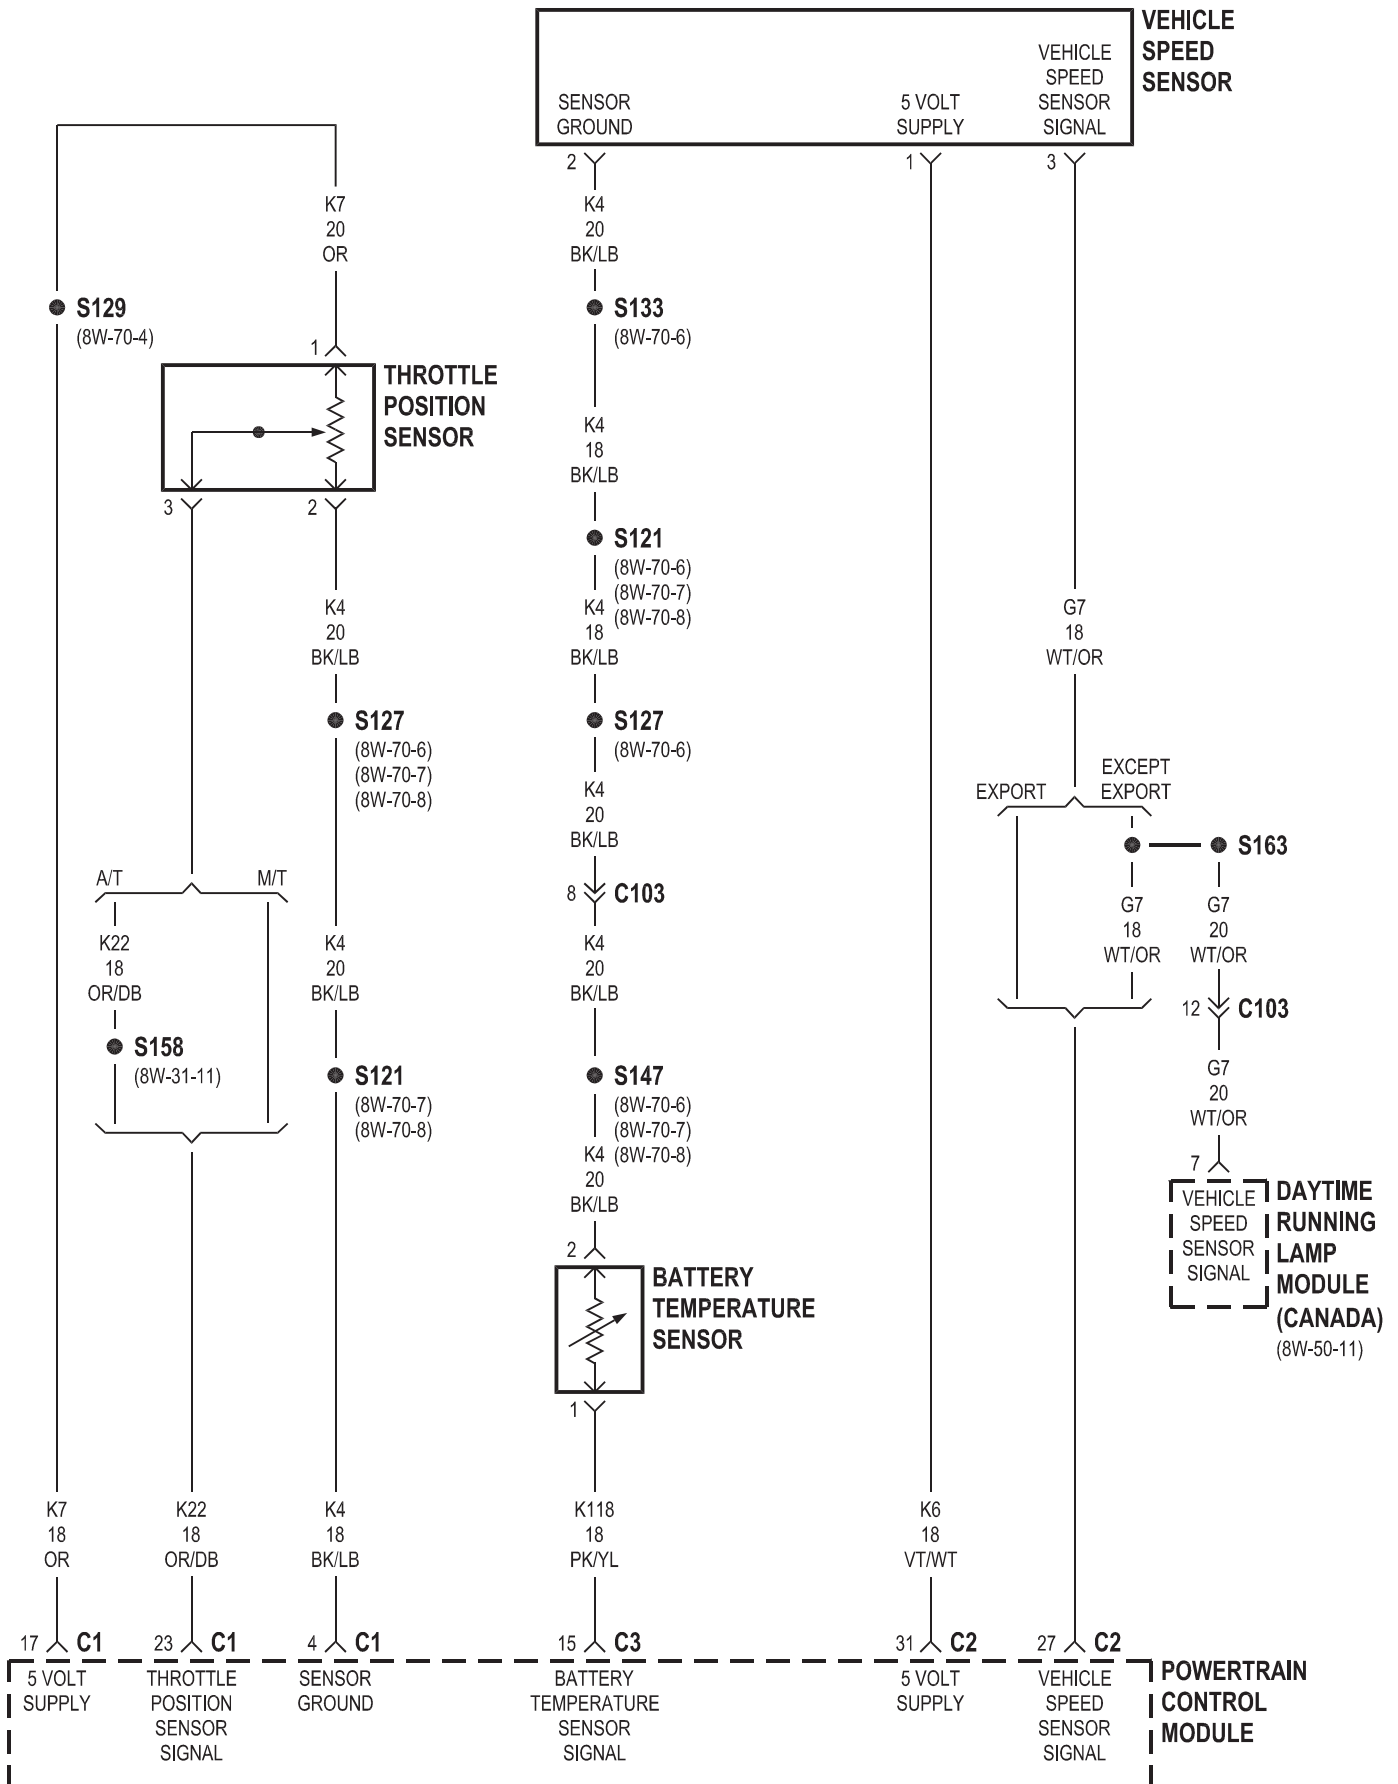 VEHICLE
SPEED
SENSOR
SENSOR
GROUND
5 VOLT
SUPPLY
VEHICLE
SPEED
SENSOR
SIGNAL
2
1
3
K7
20
OR
K4
20
BK/LB
S129
(8W-70-4)
S133
(8W-70-6)
1
THROTTLE
POSITION
SENSOR
3
2
K4
18
BK/LB
S121
(8W-70-6)
(8W-70-7)
(8W-70-8)
K4
20
BK/LB
K4
18
BK/LB
G7
18
WT/OR
S127
(8W-70-6)
(8W-70-7)
(8W-70-8)
S127
(8W-70-6)
K4
20
BK/LB
EXPORT
EXCEPT
EXPORT
S163
A/T
M/T
8
C103
K22
18
OR/DB
K4
20
BK/LB
K4
20
BK/LB
G7
18
WT/OR
G7
20
WT/OR
12
C103
S158
(8W-31-11)
S121
(8W-70-7)
(8W-70-8)
S147
(8W-70-6)
(8W-70-7)
(8W-70-8)
K4
20
BK/LB
G7
20
WT/OR
7
VEHICLE
SPEED
SENSOR
SIGNAL
DAYTIME
RUNNING
LAMP
MODULE
(CANADA)
(8W-50-11)
2
BATTERY
TEMPERATURE
SENSOR
1
K7
18
OR
K22
18
OR/DB
K4
18
BK/LB
K118
18
PK/YL
K6
18
VT/WT
17
C1
23
C1
4
C1
15
C3
31
C2
27
C2
5 VOLT
SUPPLY
THROTTLE
POSITION
SENSOR
SIGNAL
SENSOR
GROUND
BATTERY
TEMPERATURE
SENSOR
SIGNAL
5 VOLT
SUPPLY
VEHICLE
SPEED
SENSOR
SIGNAL
POWERTRAIN
CONTROL
MODULE